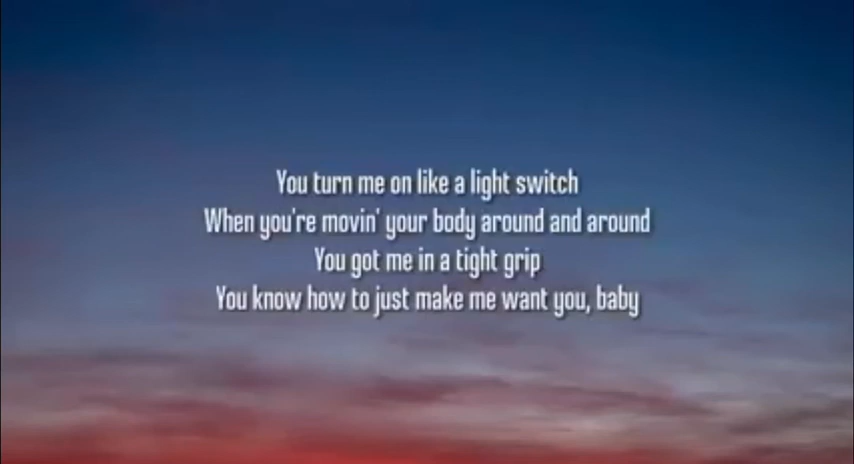 You turn me on like a light switch
When you're movin' your body around and around
You got me in a tight grip
You know how to just make me want you, baby